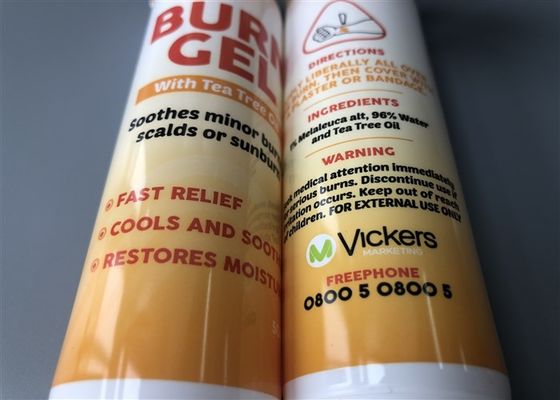 BURN
GEL
With Tea Tree
Soothes minor
scalds or sunburn
FAST RELIEF
COOLS AND
RESTORES
DIRECTIONS
LIBERALLY ALL OVER
THEN COVER
PLASTER OR BANDAGE.
INGREDIENTS
Melaleuca alt, 96% Water
and Tea Tree Oil
WARNING
medical attention immediately
serious burns. Discontinue use if
occurs. Keep out of reach
children. FOR EXTERNAL USE ONLY
Vickers
MARKETING
FREEPHONE
0800 5 0800 5